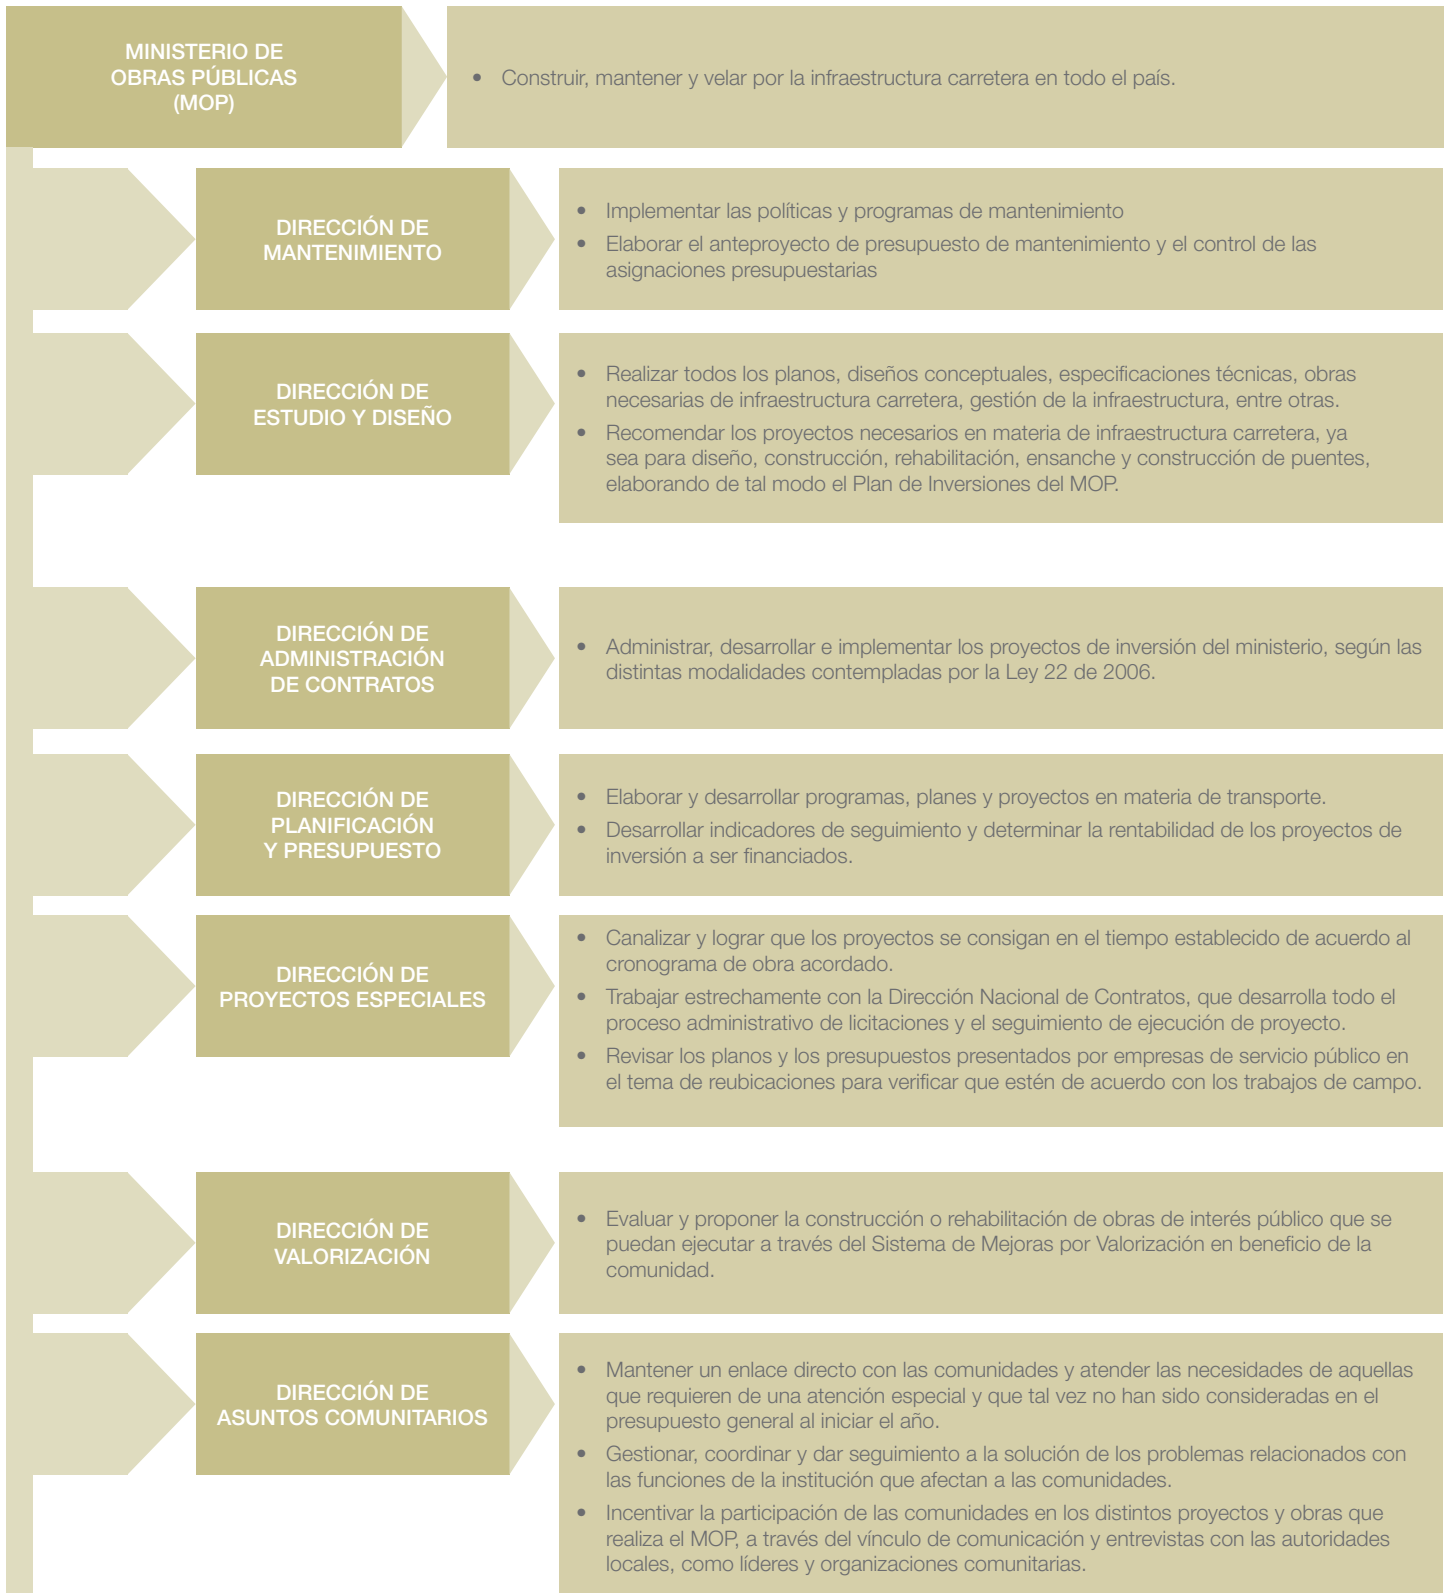 MINISTERIO DE
OBRAS PÚBLICAS
(MOP)
• Construir, mantener y velar por la infraestructura carretera en todo el país.
DIRECCIÓN DE
MANTENIMIENTO
• Implementar las políticas y programas de mantenimiento
• Elaborar el anteproyecto de presupuesto de mantenimiento y el control de las
asignaciones presupuestarias
DIRECCIÓN DE
ESTUDIO Y DISEÑO
• Realizar todos los planos, diseños conceptuales, especificaciones técnicas, obras
necesarias de infraestructura carretera, gestión de la infraestructura, entre otras.
• Recomendar los proyectos necesarios en materia de infraestructura carretera, ya
sea para diseño, construcción, rehabilitación, ensanche y construcción de puentes,
elaborando de tal modo el Plan de Inversiones del MOP.
DIRECCIÓN DE
ADMINISTRACIÓN
DE CONTRATOS
• Administrar, desarrollar e implementar los proyectos de inversión del ministerio, según las
distintas modalidades contempladas por la Ley 22 de 2006.
DIRECCIÓN DE
PLANIFICACIÓN
Y PRESUPUESTO
• Elaborar y desarrollar programas, planes y proyectos en materia de transporte.
• Desarrollar indicadores de seguimiento y determinar la rentabilidad de los proyectos de
inversión a ser financiados.
DIRECCIÓN DE
PROYECTOS ESPECIALES
• Canalizar y lograr que los proyectos se consigan en el tiempo establecido de acuerdo al
cronograma de obra acordado.
• Trabajar estrechamente con la Dirección Nacional de Contratos, que desarrolla todo el
proceso administrativo de licitaciones y el seguimiento de ejecución de proyecto.
• Revisar los planos y los presupuestos presentados por empresas de servicio público en
el tema de reubicaciones para verificar que estén de acuerdo con los trabajos de campo.
DIRECCIÓN DE
VALORIZACIÓN
• Evaluar y proponer la construcción o rehabilitación de obras de interés público que se
puedan ejecutar a través del Sistema de Mejoras por Valorización en beneficio de la
comunidad.
DIRECCIÓN DE
ASUNTOS COMUNITARIOS
• Mantener un enlace directo con las comunidades y atender las necesidades de aquellas
que requieren de una atención especial y que tal vez no han sido consideradas en el
presupuesto general al iniciar el año.
• Gestionar, coordinar y dar seguimiento a la solución de los problemas relacionados con
las funciones de la institución que afectan a las comunidades.
• Incentivar la participación de las comunidades en los distintos proyectos y obras que
realiza el MOP, a través del vínculo de comunicación y entrevistas con las autoridades
locales, como líderes y organizaciones comunitarias.